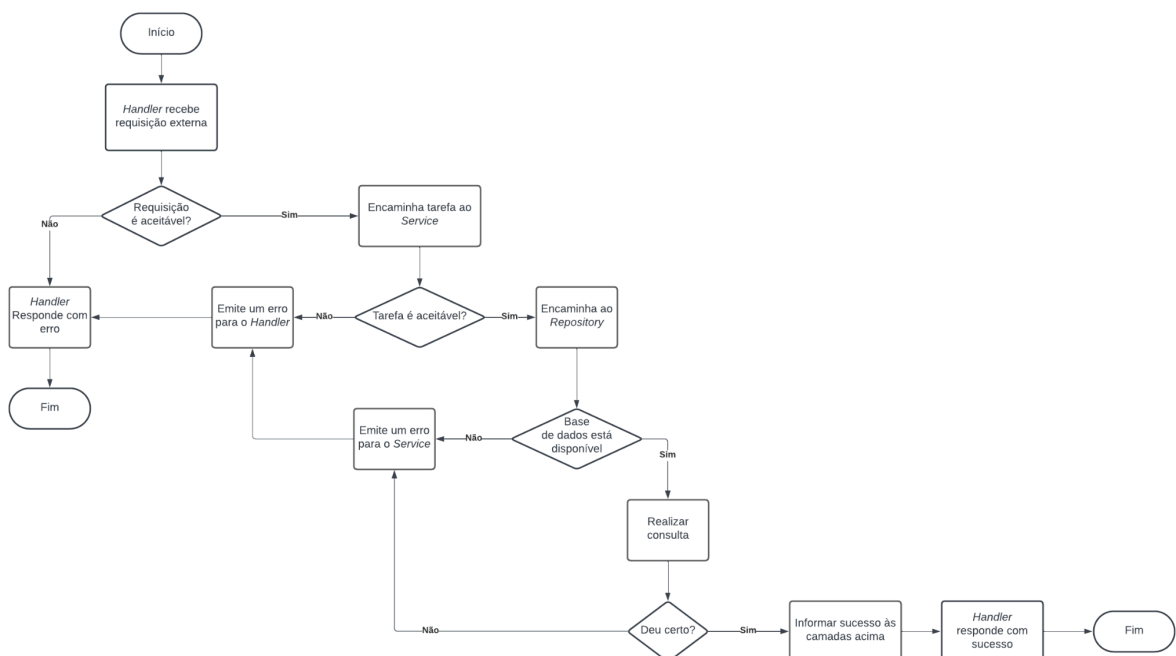 Início
Handler recebe
requisição externa
Requisição
é aceitável?
Não
Sim
Encaminha tarefa ao
Service
Handler
Responde com
erro
Emite um erro
para o Handler
Não
Tarefa é aceitável?
Sim
Encaminha ao
Repository
Fim
Emite um erro
para o Service
Não
Base
de dados está
disponível
Sim
Realizar
consulta
Não
Deu certo?
Sim
Informar sucesso às
camadas acima
Handler
responde com
sucesso
Fim